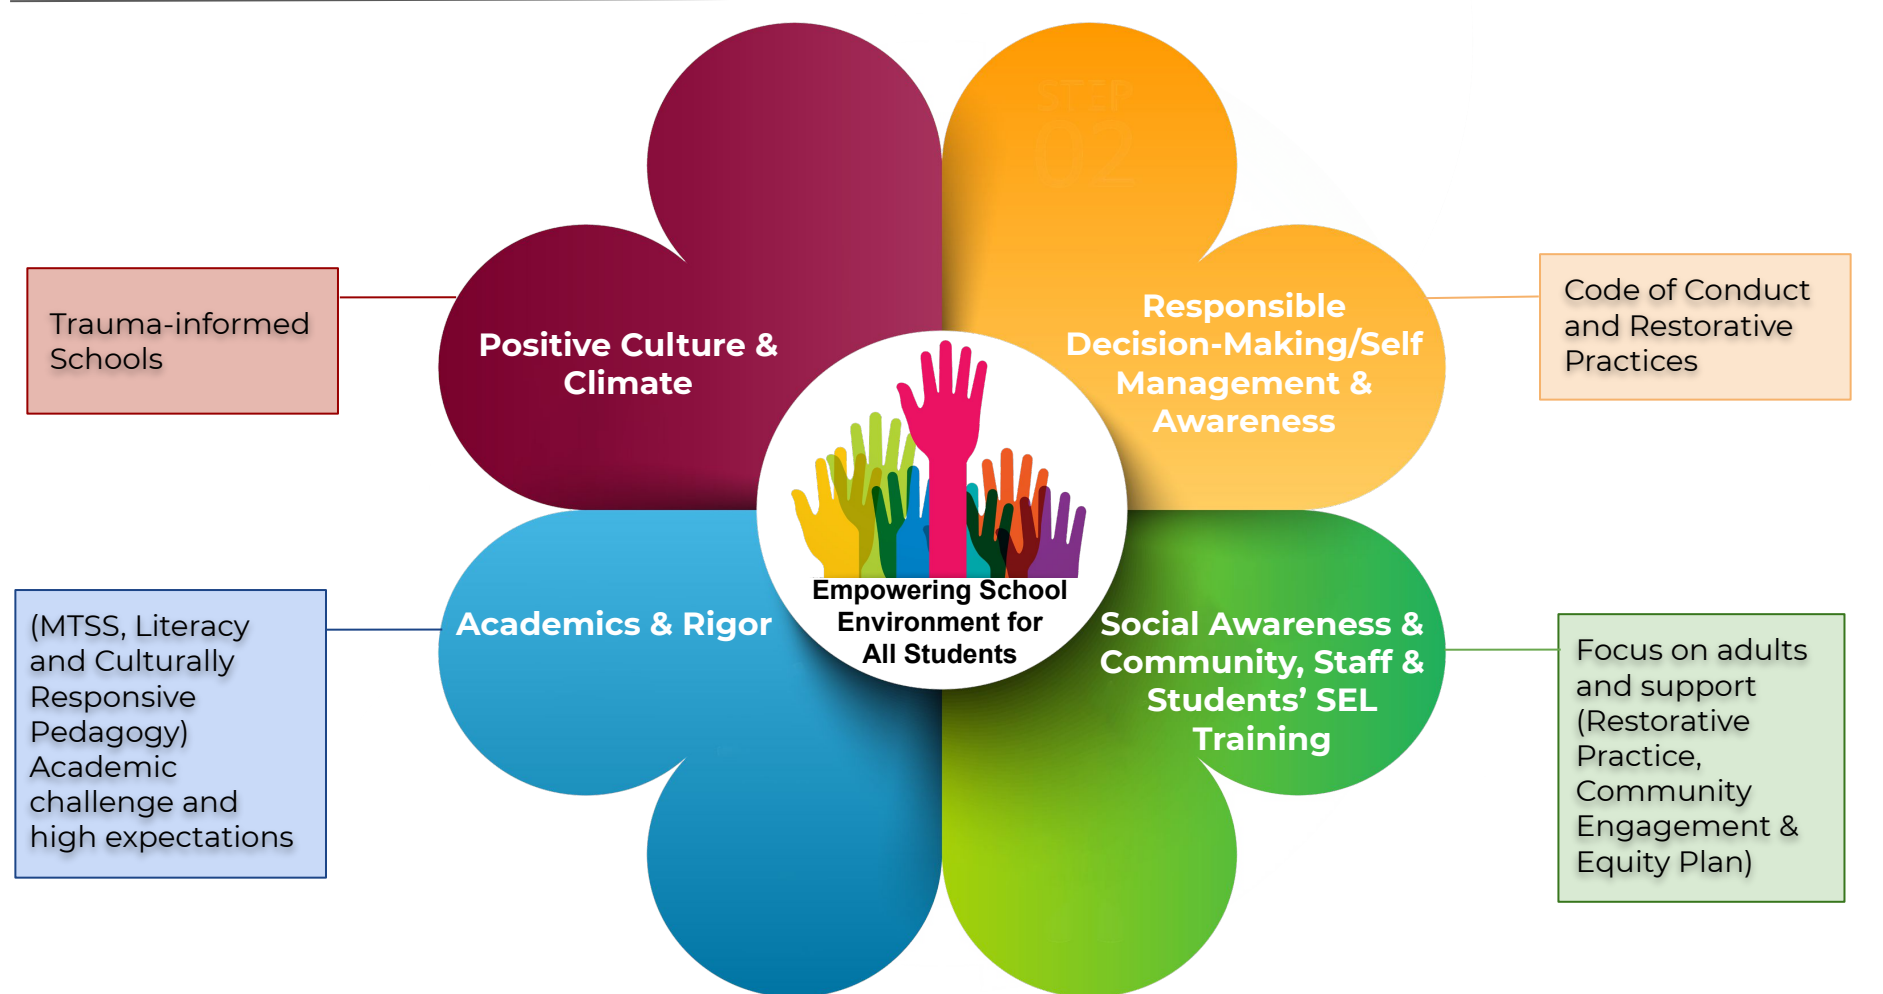 STEP
02
Trauma-informed
Schools
Positive Culture &
Climate
Responsible
Decision-Making/Self
Management &
Awareness
Code of Conduct
and Restorative
Practices
Empowering School
Environment for
All Students
(MTSS, Literacy
and Culturally
Responsive
Pedagogy)
Academic
challenge and
high expectations
Academics & Rigor
Social Awareness &
Community, Staff &
Students’ SEL
Training
Focus on adults
and support
(Restorative
Practice,
Community
Engagement &
Equity Plan)